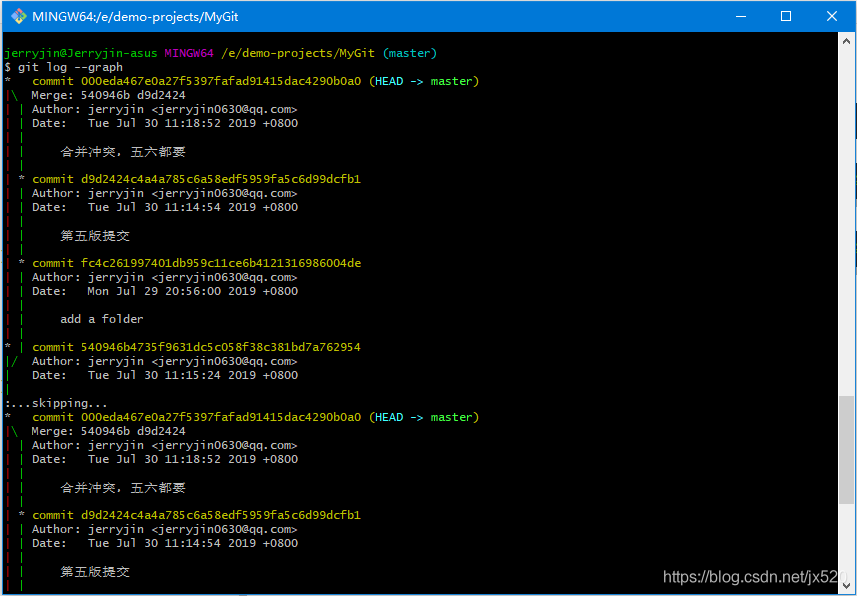 MINGW64:/e/demo-projects/MyGit
jerryjin@Jerryjin-asus MINGW64 /e/demo-projects/MyGit (master)
$ git log --graph
*   commit 000eda467e0a27f5397fafad91415dac4290b0a0 (HEAD -> master)
|\  Merge: 540946b d9d2424
| | Author: jerryjin <jerryjin0630@qq.com>
| | Date:   Tue Jul 30 11:18:52 2019 +0800
| |
| |     合并冲突，五六都要
| |
| * commit d9d2424c4a4a785c6a58edf5959fa5c6d99dcfb1
| | Author: jerryjin <jerryjin0630@qq.com>
| | Date:   Tue Jul 30 11:14:54 2019 +0800
| |
| |     第五版提交
| |
| * commit fc4c261997401db959c11ce6b4121316986004de
| | Author: jerryjin <jerryjin0630@qq.com>
| | Date:   Mon Jul 29 20:56:00 2019 +0800
| |
| |     add a folder
| |
* | commit 540946b4735f9631dc5c058f38c381bd7a762954
|/  Author: jerryjin <jerryjin0630@qq.com>
|   Date:   Tue Jul 30 11:15:24 2019 +0800
|
:...skipping...
*   commit 000eda467e0a27f5397fafad91415dac4290b0a0 (HEAD -> master)
|\  Merge: 540946b d9d2424
| | Author: jerryjin <jerryjin0630@qq.com>
| | Date:   Tue Jul 30 11:18:52 2019 +0800
| |
| |     合并冲突，五六都要
| |
| * commit d9d2424c4a4a785c6a58edf5959fa5c6d99dcfb1
| | Author: jerryjin <jerryjin0630@qq.com>
| | Date:   Tue Jul 30 11:14:54 2019 +0800
| |
| |     第五版提交
| |
https://blog.csdn.net/jx520